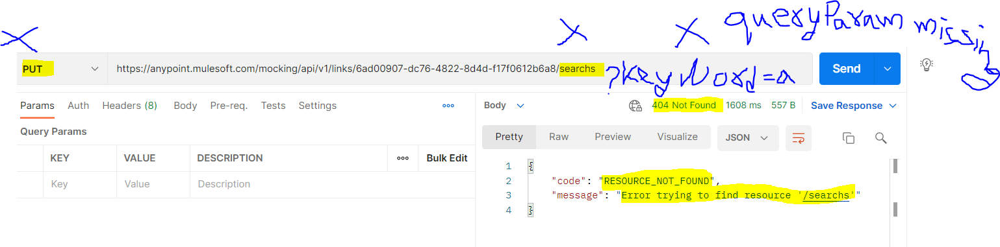 X X X queryParam missing
PUT https://anypoint.mulesoft.com/mocking/api/v1/links/6ad00907-dc76-4822-8d4d-f17f0612b6a8/searchs ?keyWord=a Send
Params Auth Headers (8) Body Pre-req. Tests Settings ooo
Body 404 Not Found 1608 ms 557 B Save Response
Query Params
Pretty Raw Preview Visualize JSON
KEY VALUE DESCRIPTION ooo Bulk Edit
Key Value Description
1 {
2 "code": "RESOURCE_NOT_FOUND",
3 "message": "Error trying to find resource '/searchs'"
4 }